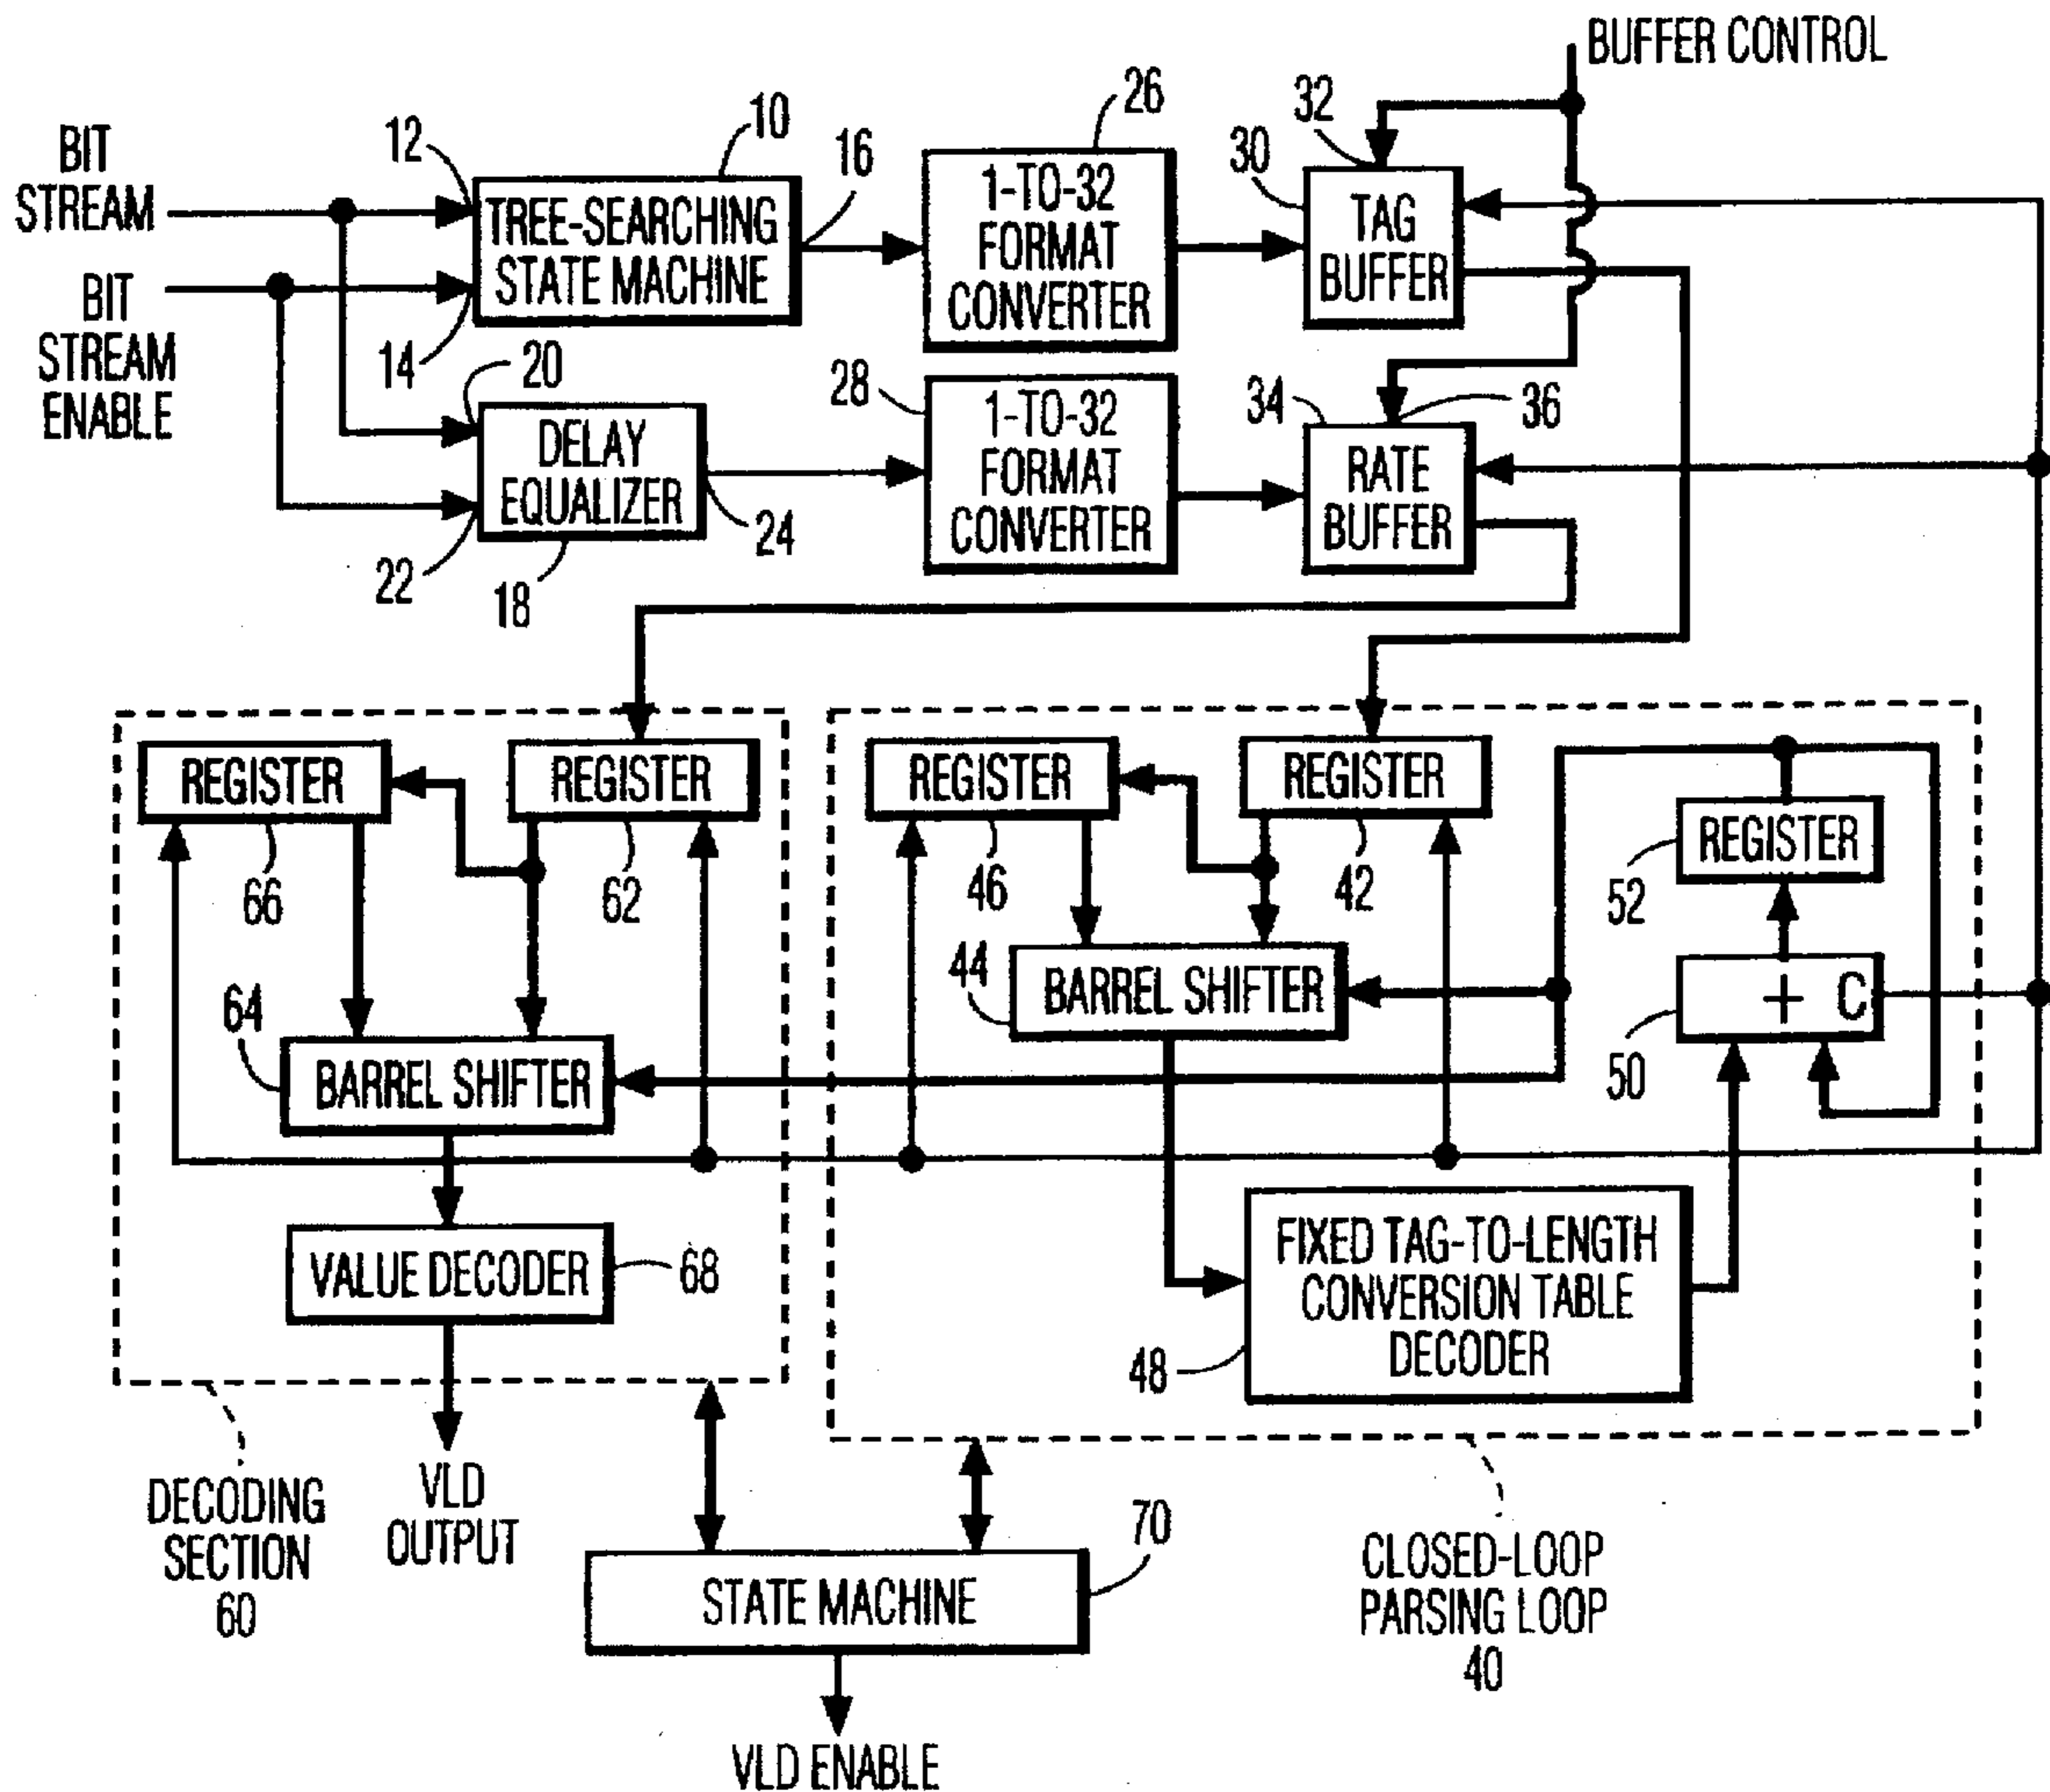 BUFFER CONTROL
BIT
STREAM
12
10
16
26
32
30
TREE-SEARCHING
STATE MACHINE
1-TO-32
FORMAT
CONVERTER
TAG
BUFFER
BIT
STREAM
ENABLE
14
20
28
34
36
DELAY
EQUALIZER
1-TO-32
FORMAT
CONVERTER
RATE
BUFFER
22
18
24
REGISTER
REGISTER
REGISTER
REGISTER
REGISTER
66
62
46
42
52
64
BARREL SHIFTER
44
BARREL SHIFTER
+ C
50
VALUE DECODER
68
FIXED TAG-TO-LENGTH
CONVERSION TABLE
DECODER
48
DECODING
SECTION
60
VLD
OUTPUT
STATE MACHINE
70
CLOSED-LOOP
PARSING LOOP
40
VLD ENABLE